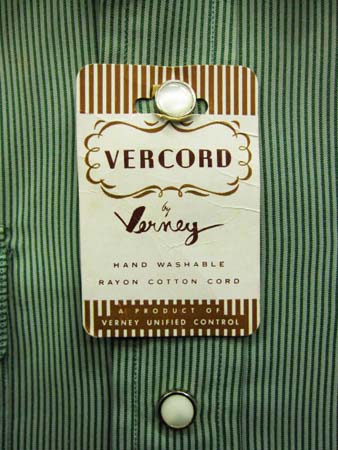 VERCORD
by
Verney
HAND WASHABLE
RAYON COTTON CORD
A PRODUCT OF
VERNEY UNIFIED CONTROL